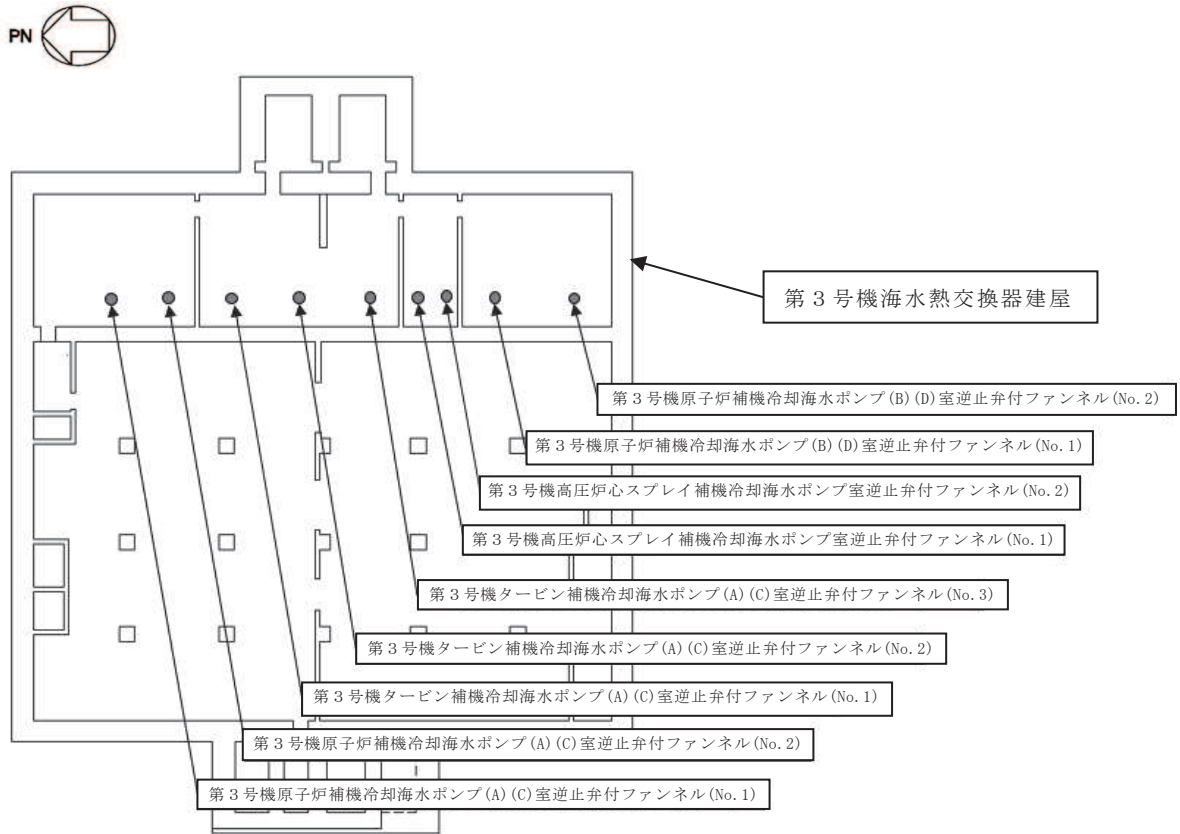 PN
第３号機海水熱交換器建屋
第３号機原子炉補機冷却海水ポンプ(B)(D)室逆止弁付ファンネル(No.2)
第３号機原子炉補機冷却海水ポンプ(B)(D)室逆止弁付ファンネル(No.1)
第３号機高圧炉心スプレイ補機冷却海水ポンプ室逆止弁付ファンネル(No.2)
第３号機高圧炉心スプレイ補機冷却海水ポンプ室逆止弁付ファンネル(No.1)
第３号機タービン補機冷却海水ポンプ(A)(C)室逆止弁付ファンネル(No.3)
第３号機タービン補機冷却海水ポンプ(A)(C)室逆止弁付ファンネル(No.2)
第３号機タービン補機冷却海水ポンプ(A)(C)室逆止弁付ファンネル(No.1)
第３号機原子炉補機冷却海水ポンプ(A)(C)室逆止弁付ファンネル(No.2)
第３号機原子炉補機冷却海水ポンプ(A)(C)室逆止弁付ファンネル(No.1)